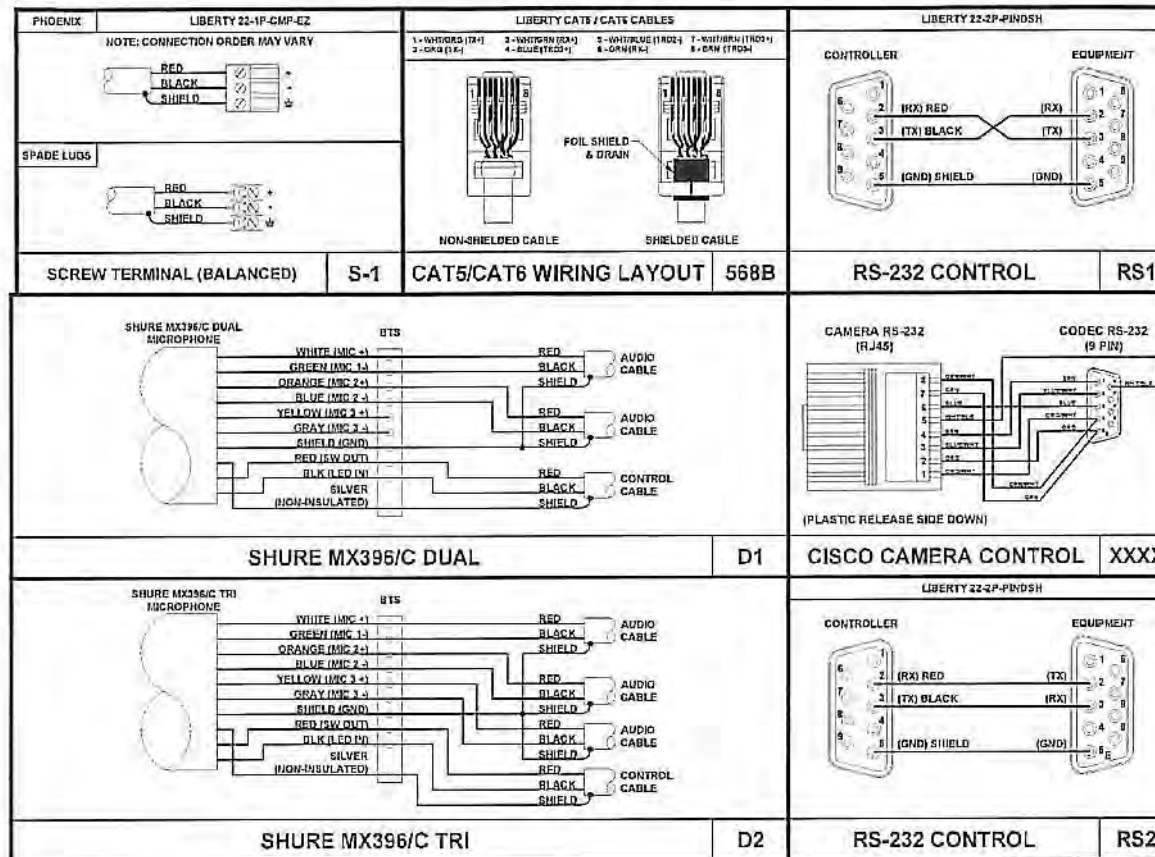 PHOENIX
LIBERTY 22-1P-CMP-EZ
NOTE: CONNECTION ORDER MAY VARY
RED
BLACK
SHIELD
SPADE LUGS
RED
BLACK
SHIELD
SCREW TERMINAL (BALANCED)
S-1
LIBERTY CAT5 / CAT6 CABLES
1 8
1 8
FOIL SHIELD
& DRAIN
NON-SHIELDED CABLE
SHIELDED CABLE
CAT5/CAT6 WIRING LAYOUT
568B
LIBERTY 22-2P-PINDSH
CONTROLLER
EQUIPMENT
(RX) RED
(RX)
(TX) BLACK
(TX)
(GND) SHIELD
(GND)
RS-232 CONTROL
RS1
SHURE MX396/C DUAL
MICROPHONE
BTS
WHITE (MIC +)
GREEN (MIC 1-)
ORANGE (MIC 2+)
BLUE (MIC 2 -)
YELLOW (MIC 3 +)
GRAY (MIC 3 -)
SHIELD (GND)
RED (SW OUT)
BLK (LED IN)
SILVER
(NON-INSULATED)
RED
BLACK
SHIELD
AUDIO
CABLE
RED
BLACK
SHIELD
AUDIO
CABLE
RED
BLACK
SHIELD
CONTROL
CABLE
SHURE MX396/C DUAL
D1
CAMERA RS-232
(RJ45)
CODEC RS-232
(9 PIN)
(PLASTIC RELEASE SIDE DOWN)
CISCO CAMERA CONTROL
XXXX
SHURE MX396/C TRI
MICROPHONE
BTS
WHITE (MIC +)
GREEN (MIC 1-)
ORANGE (MIC 2+)
BLUE (MIC 2 -)
YELLOW (MIC 3 +)
GRAY (MIC 3 -)
SHIELD (GND)
RED (SW OUT)
BLK (LED IN)
SILVER
(NON-INSULATED)
RED
BLACK
SHIELD
AUDIO
CABLE
RED
BLACK
SHIELD
AUDIO
CABLE
RED
BLACK
SHIELD
AUDIO
CABLE
RED
BLACK
SHIELD
CONTROL
CABLE
SHURE MX396/C TRI
D2
LIBERTY 22-2P-PINDSH
CONTROLLER
EQUIPMENT
(RX) RED
(TX)
(TX) BLACK
(RX)
(GND) SHIELD
(GND)
RS-232 CONTROL
RS2